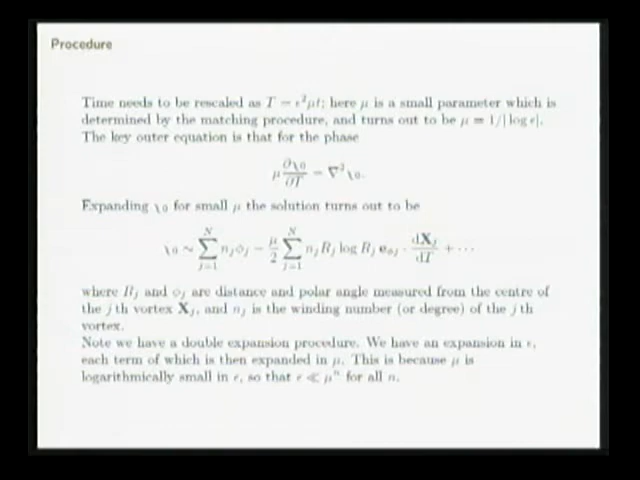 Procedure
Time needs to be rescaled as T = ϵ²μt; here μ is a small parameter which is
determined by the matching procedure, and turns out to be μ = 1/| log ϵ|.
The key outer equation is that for the phase
μ ∂χ₀/∂T = ∇²χ₀.
Expanding χ₀ for small μ the solution turns out to be
χ₀ ∼ ∑_{j=1}^{N} n_j ϕ_j − μ/2 ∑_{j=1}^{N} n_j R_j log R_j e_{ϕj} · dX_j/dT + ⋯
where R_j and ϕ_j are distance and polar angle measured from the centre of
the j th vortex X_j, and n_j is the winding number (or degree) of the j th
vortex.
Note we have a double expansion procedure. We have an expansion in ϵ,
each term of which is then expanded in μ. This is because μ is
logarithmically small in ϵ, so that ϵ ≪ μⁿ for all n.